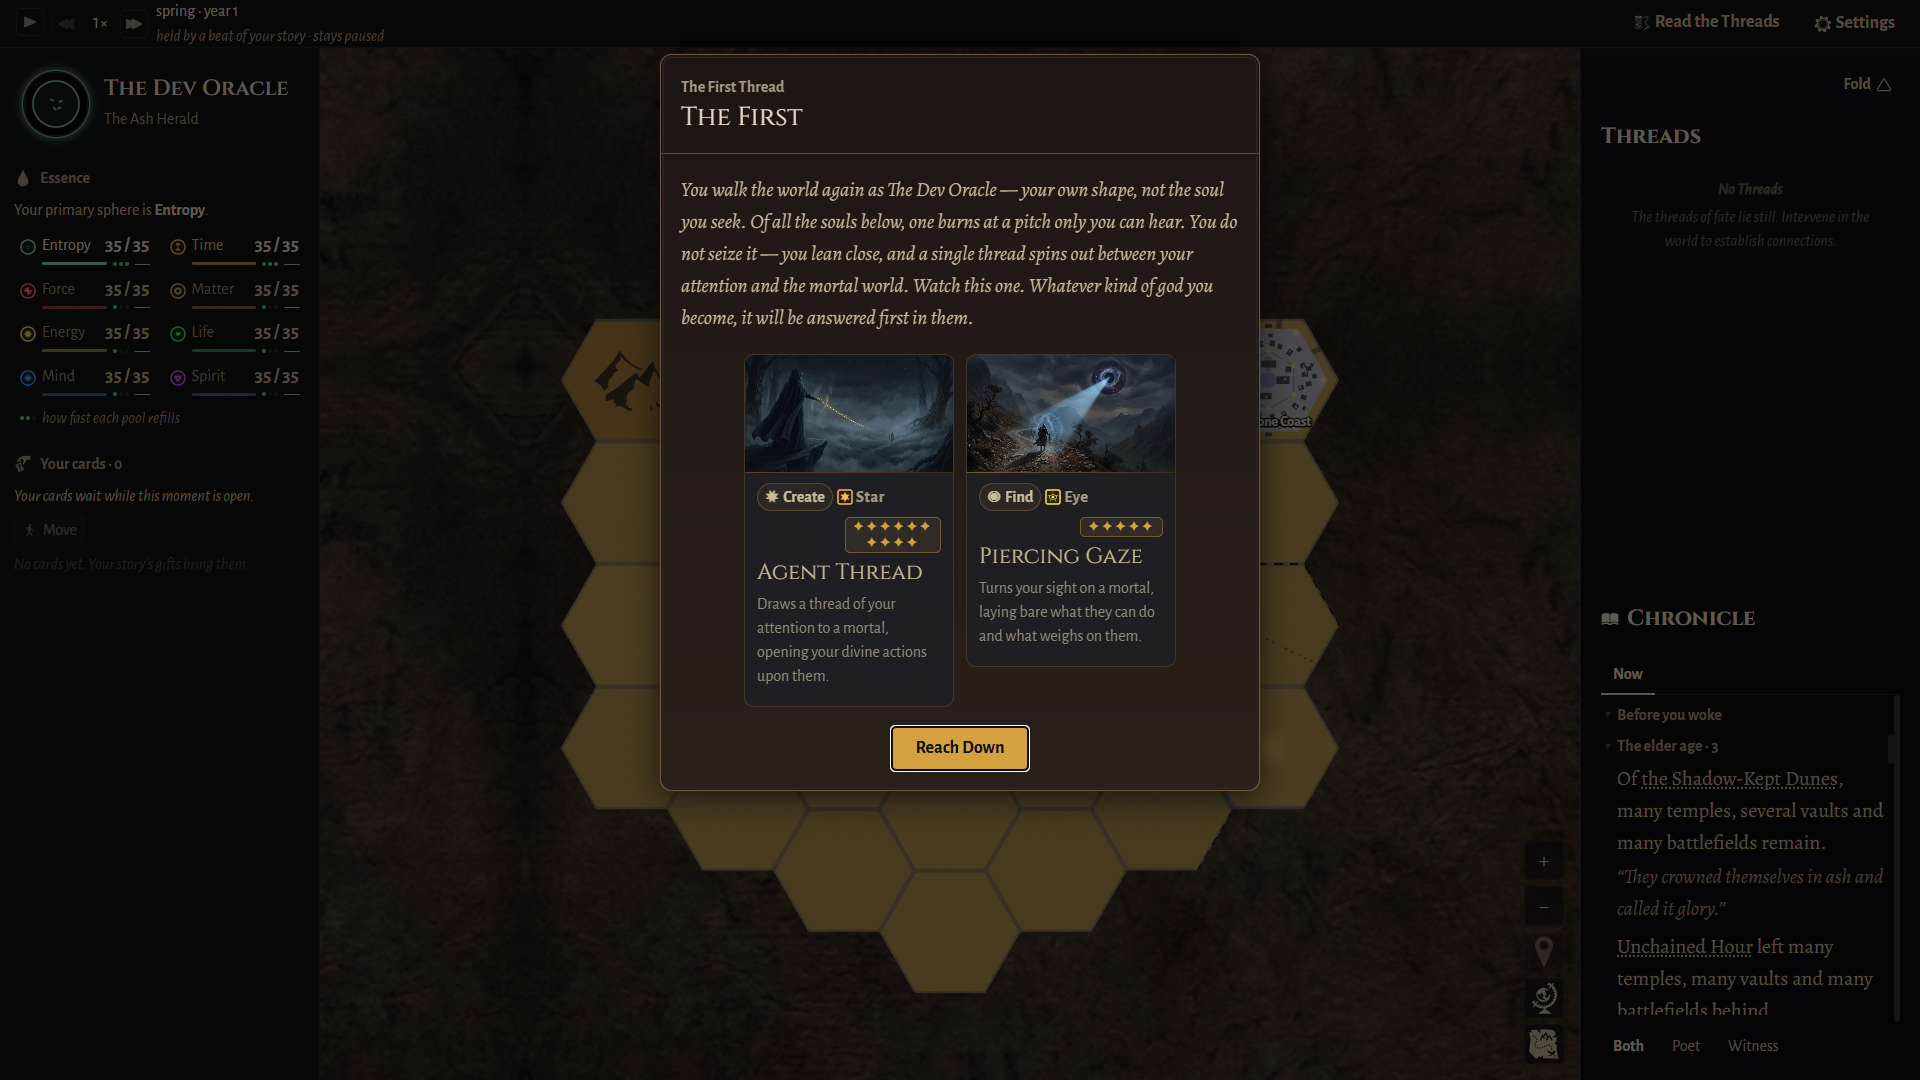 1×
spring · year 1
held by a beat of your story · stays paused
Read the Threads
Settings
The Dev Oracle
The Ash Herald
Essence
Your primary sphere is Entropy.
Entropy 35/35
Time 35/35
Force 35/35
Matter 35/35
Energy 35/35
Life 35/35
Mind 35/35
Spirit 35/35
how fast each pool refills
Your cards · 0
Your cards wait while this moment is open.
Move
No cards yet. Your story's gifts bring them.
The First Thread
The First
You walk the world again as The Dev Oracle — your own shape, not the soul
you seek. Of all the souls below, one burns at a pitch only you can hear. You do
not seize it — you lean close, and a single thread spins out between your
attention and the mortal world. Watch this one. Whatever kind of god you
become, it will be answered first in them.
Create Star
Agent Thread
Draws a thread of your
attention to a mortal,
opening your divine actions
upon them.
Find Eye
Piercing Gaze
Turns your sight on a mortal,
laying bare what they can do
and what weighs on them.
Reach Down
Coast
Fold
Threads
No Threads
The threads of fate lie still. Intervene in the
world to establish connections.
Chronicle
Now
Before you woke
The elder age · 3
Of the Shadow-Kept Dunes,
many temples, several vaults and
many battlefields remain.
“They crowned themselves in ash and
called it glory.”
Unchained Hour left many
temples, many vaults and many
battlefields behind
Both
Poet
Witness
+
−